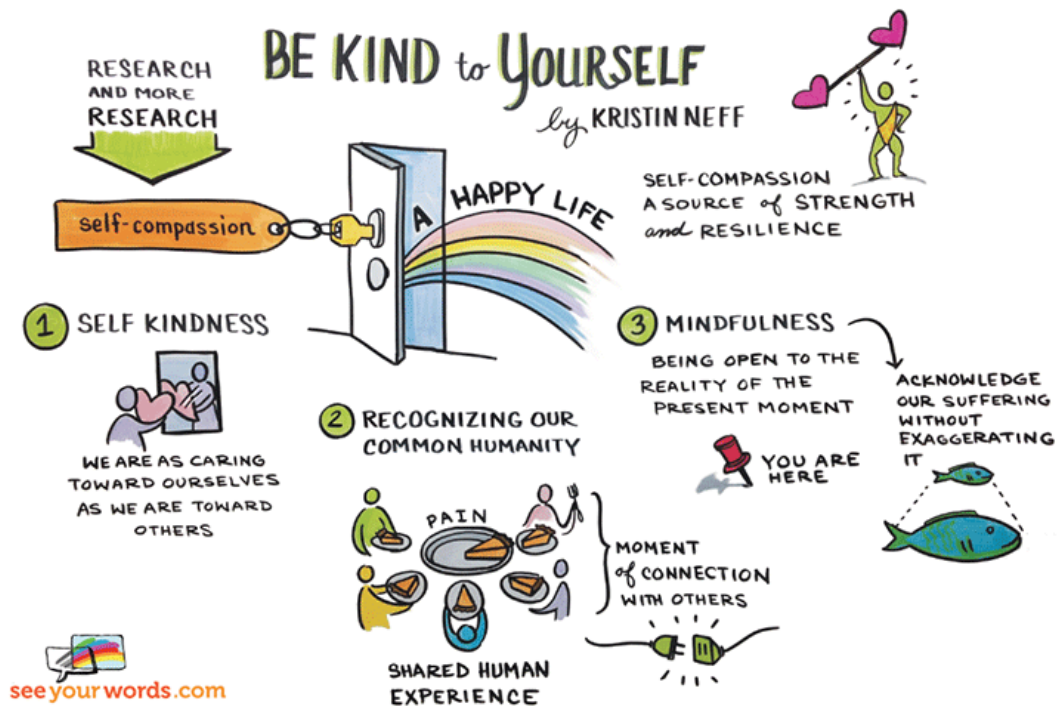 BE KIND to YOURSELF
by KRISTIN NEFF
RESEARCH
AND MORE
RESEARCH
self-compassion
A HAPPY LIFE
SELF-COMPASSION
A SOURCE of STRENGTH
and RESILIENCE
1 SELF KINDNESS
WE ARE AS CARING
TOWARD OURSELVES
AS WE ARE TOWARD
OTHERS
2 RECOGNIZING OUR
COMMON HUMANITY
PAIN
MOMENT
of CONNECTION
WITH OTHERS
SHARED HUMAN
EXPERIENCE
3 MINDFULNESS
BEING OPEN TO THE
REALITY OF THE
PRESENT MOMENT
YOU ARE
HERE
ACKNOWLEDGE
OUR SUFFERING
WITHOUT
EXAGGERATING
IT
seeyourwords.com